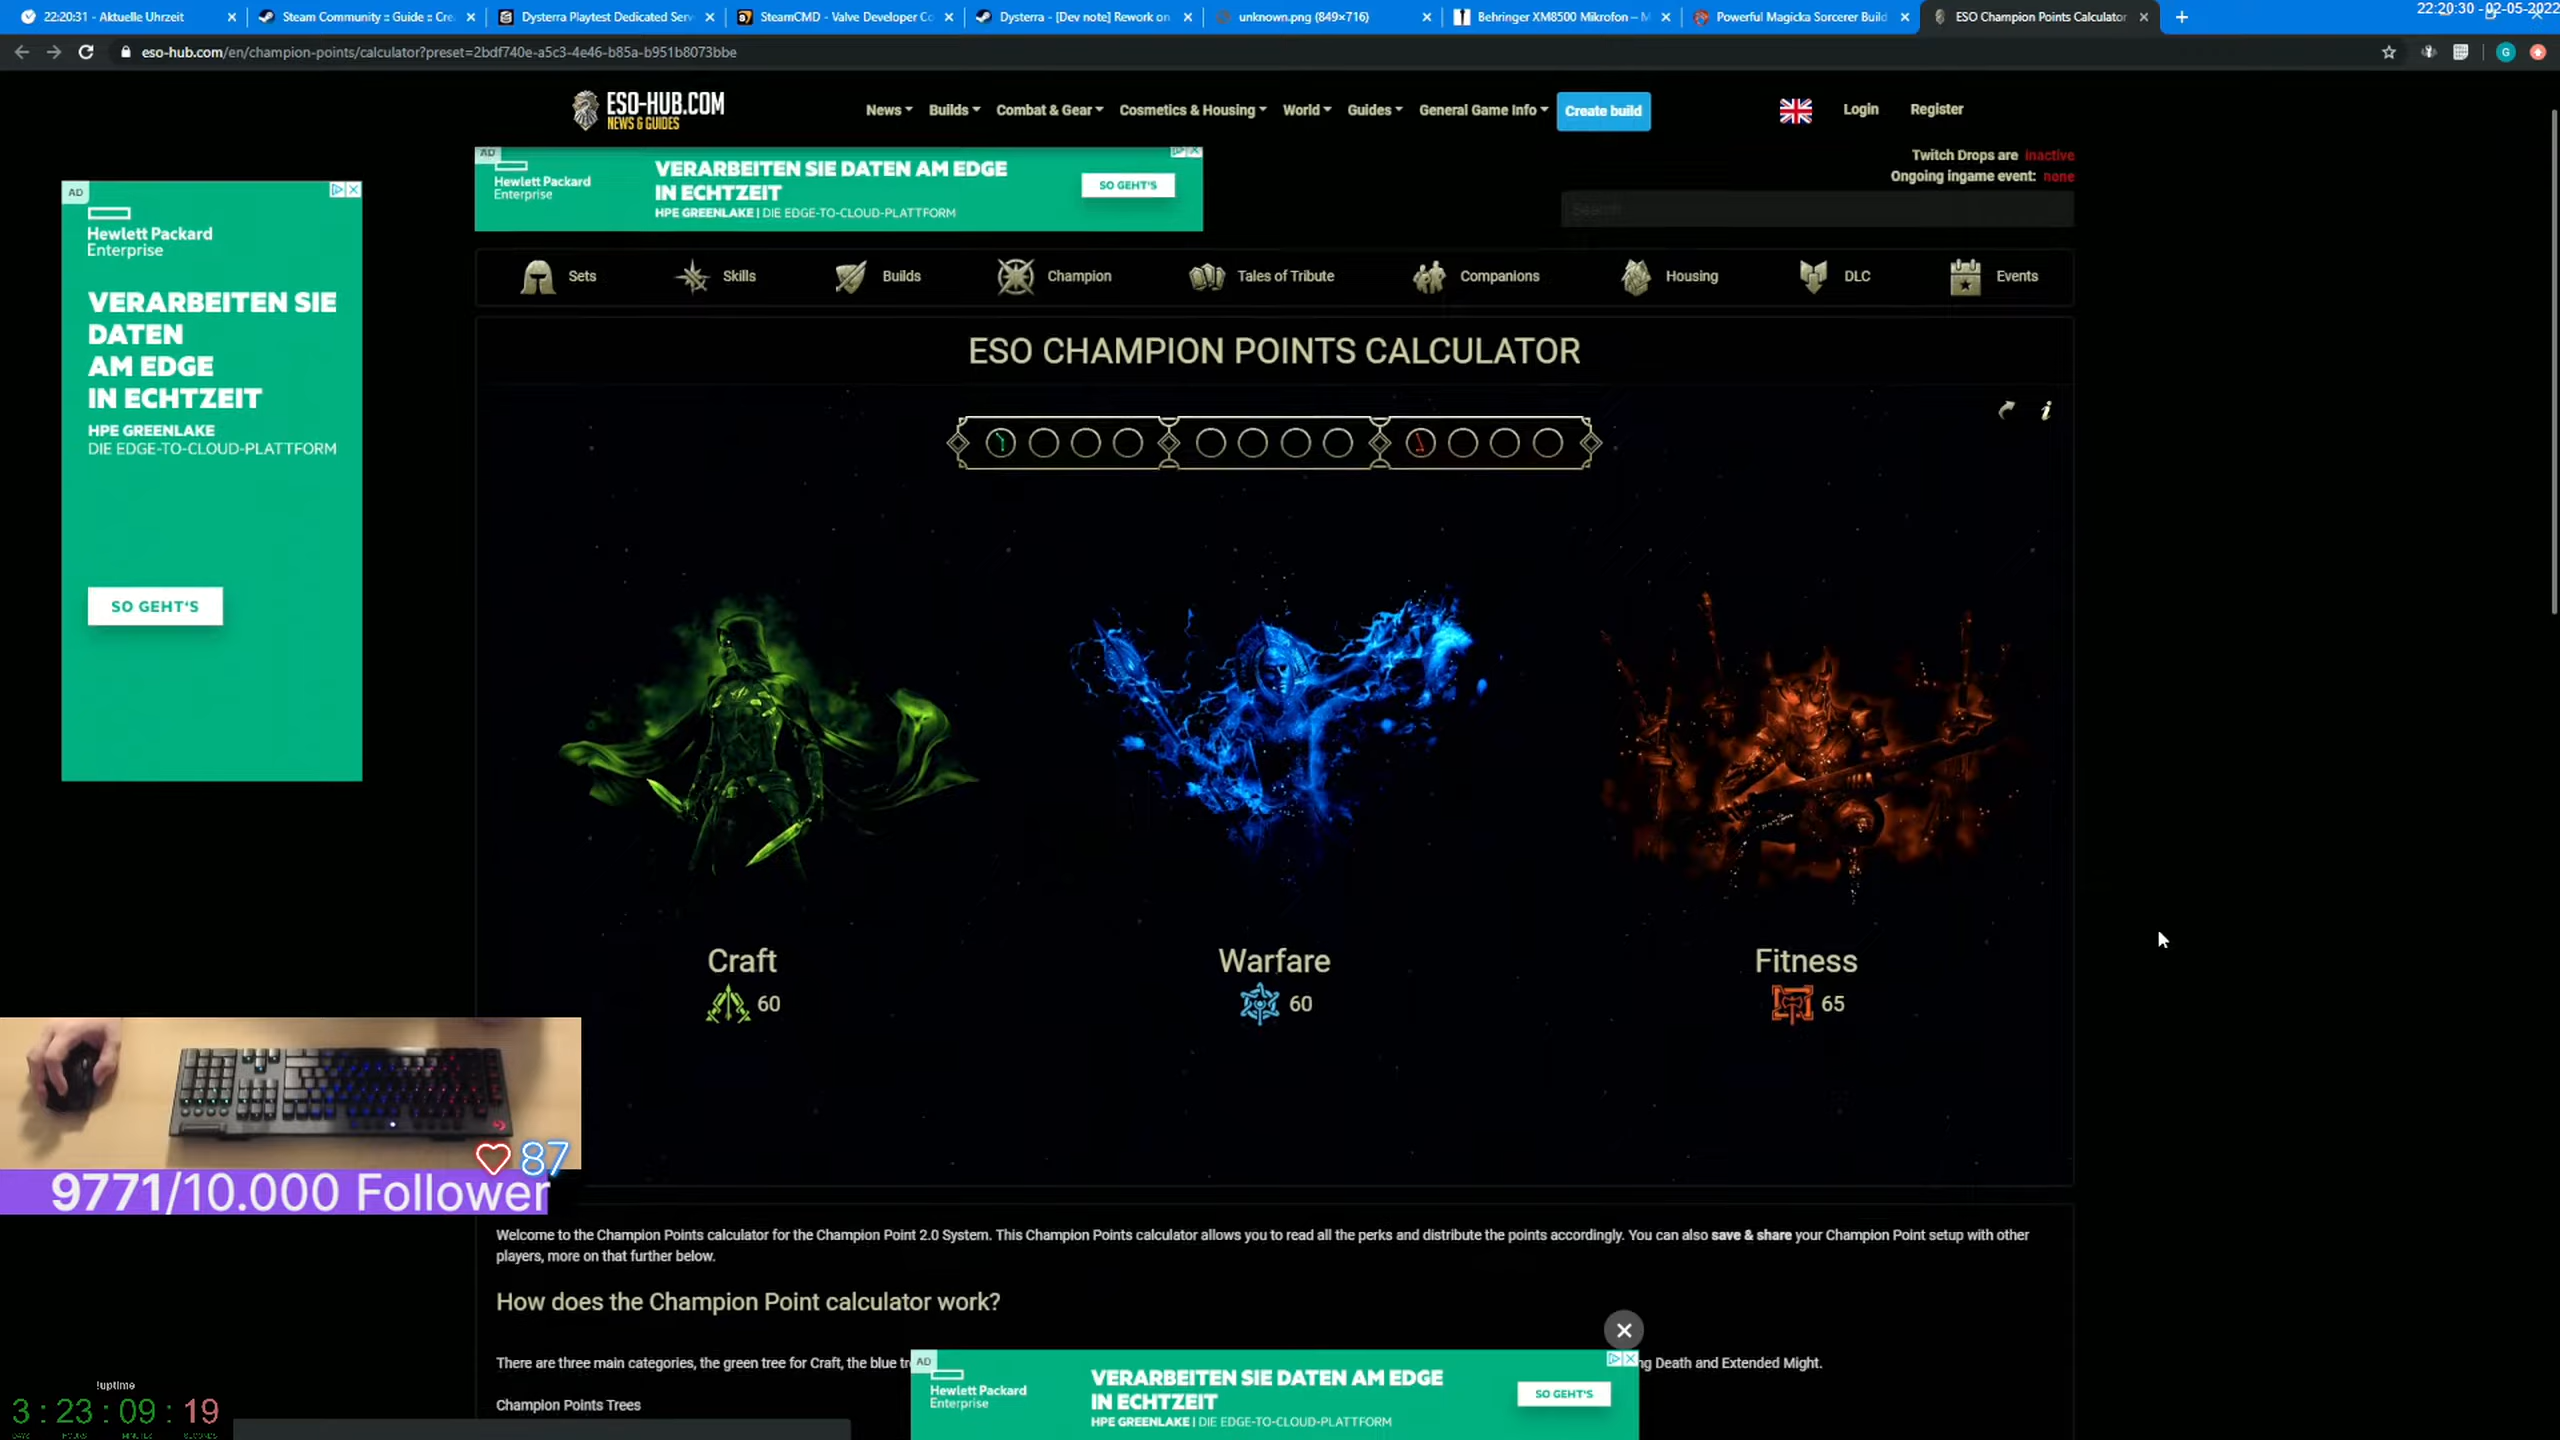 22:20:31 - Aktuelle Uhrzeit
Steam Community :: Guide :: Cre
Dysterra Playtest Dedicated Serv
SteamCMD - Valve Developer Co
Dysterra - [Dev note] Rework on
unknown.png (849×716)
Behringer XM8500 Mikrofon – M
Powerful Magicka Sorcerer Build
ESO Champion Points Calculator
22:20:30 - 02-05-2022
eso-hub.com/en/champion-points/calculator?preset=2bdf740e-a5c3-4e46-b85a-b951b8073bbe
G
ESO-HUB.COM
NEWS & GUIDES
News
Builds
Combat & Gear
Cosmetics & Housing
World
Guides
General Game Info
Create build
Login
Register
AD
Hewlett Packard
Enterprise
VERARBEITEN SIE DATEN AM EDGE
IN ECHTZEIT
HPE GREENLAKE | DIE EDGE-TO-CLOUD-PLATTFORM
SO GEHT'S
Twitch Drops are inactive
Ongoing ingame event: none
Search
AD
Hewlett Packard
Enterprise
VERARBEITEN SIE
DATEN
AM EDGE
IN ECHTZEIT
HPE GREENLAKE
DIE EDGE-TO-CLOUD-PLATTFORM
SO GEHT'S
Sets
Skills
Builds
Champion
Tales of Tribute
Companions
Housing
DLC
Events
ESO CHAMPION POINTS CALCULATOR
i
Craft
60
Warfare
60
Fitness
65
87
9771/10.000 Follower
Welcome to the Champion Points calculator for the Champion Point 2.0 System. This Champion Points calculator allows you to read all the perks and distribute the points accordingly. You can also save & share your Champion Point setup with other
players, more on that further below.
How does the Champion Point calculator work?
There are three main categories, the green tree for Craft, the blue tr
ng Death and Extended Might.
Champion Points Trees
AD
Hewlett Packard
Enterprise
VERARBEITEN SIE DATEN AM EDGE
IN ECHTZEIT
HPE GREENLAKE | DIE EDGE-TO-CLOUD-PLATTFORM
SO GEHT'S
!uptime
3 : 23 : 09 : 19
DAYS HOURS MINUTES SECONDS